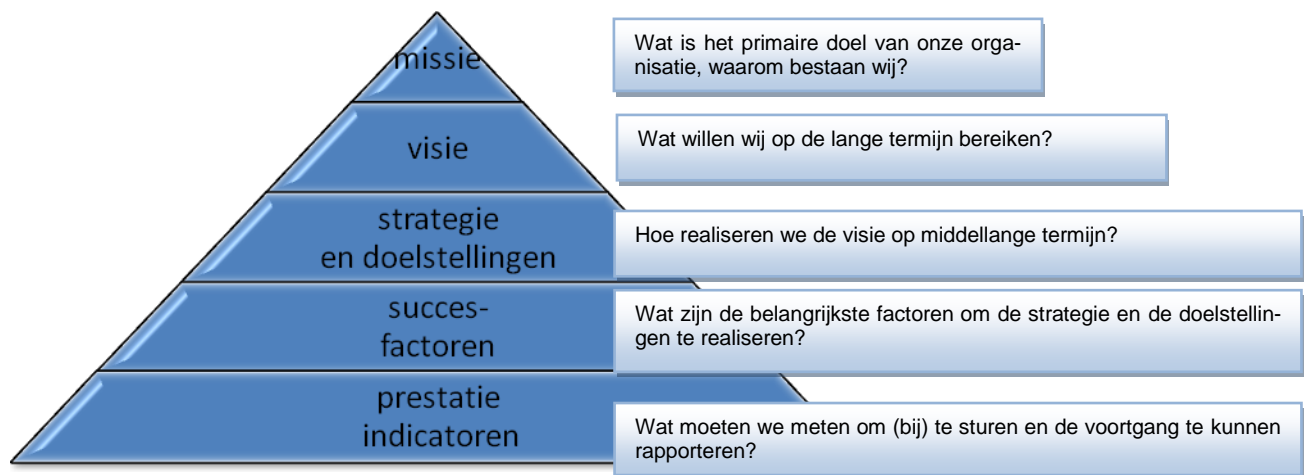 missie
Wat is het primaire doel van onze orga-
nisatie, waarom bestaan wij?
visie
Wat willen wij op de lange termijn bereiken?
strategie
en doelstellingen
Hoe realiseren we de visie op middellange termijn?
succes-
factoren
Wat zijn de belangrijkste factoren om de strategie en de doelstellin-
gen te realiseren?
prestatie
indicatoren
Wat moeten we meten om (bij) te sturen en de voortgang te kunnen
rapporteren?